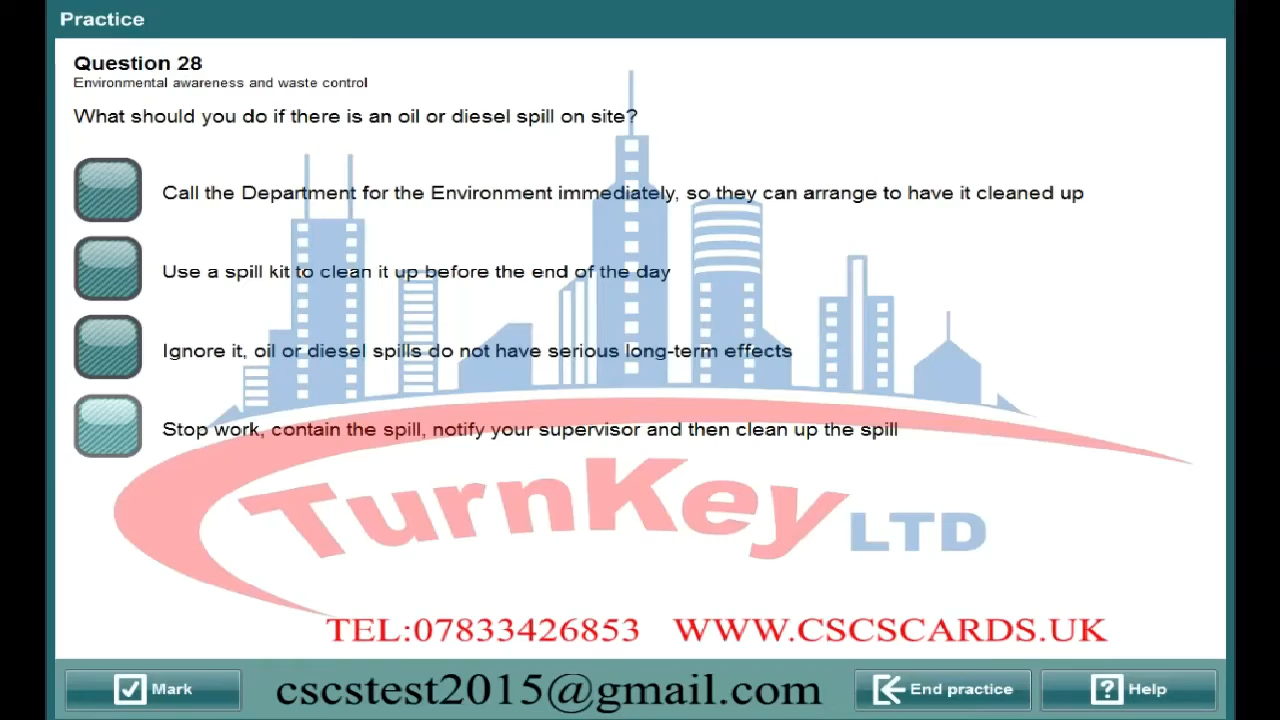 Practice
Question 28
Environmental awareness and waste control
What should you do if there is an oil or diesel spill on site?
Call the Department for the Environment immediately, so they can arrange to have it cleaned up
Use a spill kit to clean it up before the end of the day
Ignore it, oil or diesel spills do not have serious long-term effects
Stop work, contain the spill, notify your supervisor and then clean up the spill
TurnKey LTD
TEL:07833426853 WWW.CSCSCARDS.UK
Mark cscstest2015@gmail.com End practice Help